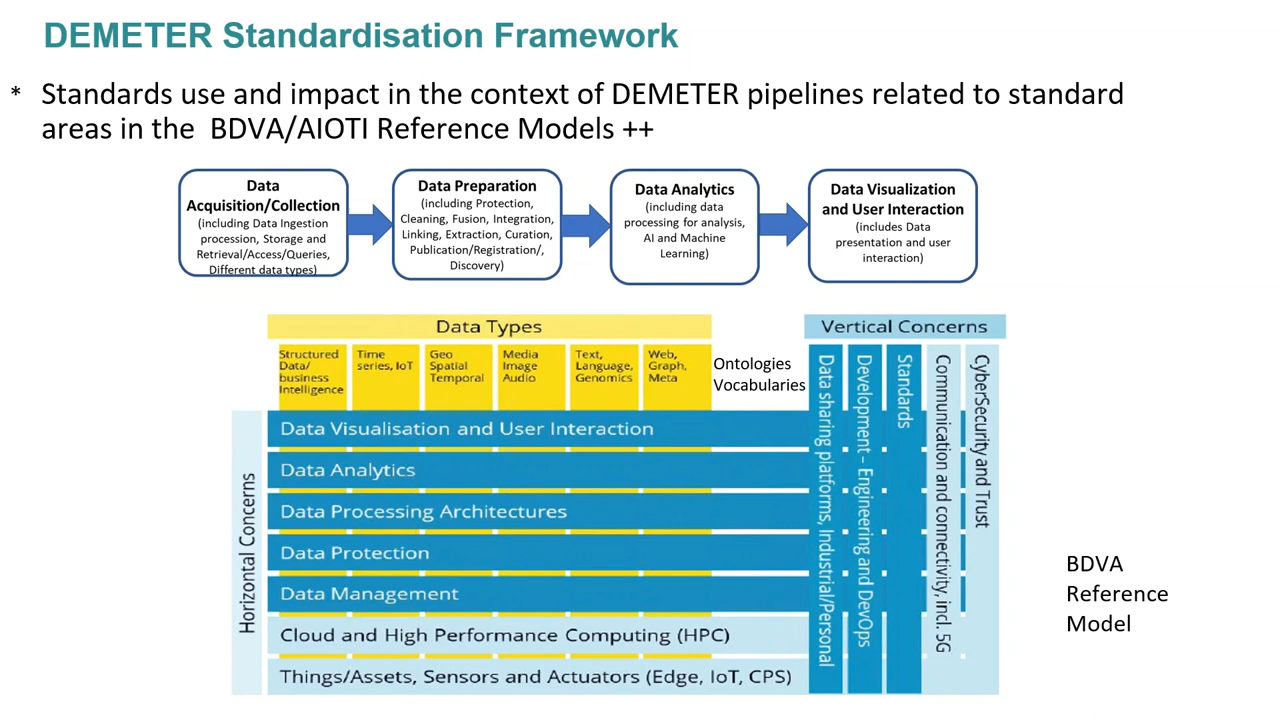 DEMETER Standardisation Framework
* Standards use and impact in the context of DEMETER pipelines related to standard
areas in the BDVA/AIOTI Reference Models ++
Data
Acquisition/Collection
(including Data Ingestion
procession, Storage and
Retrieval/Access/Queries,
Different data types)
Data Preparation
(including Protection,
Cleaning, Fusion, Integration,
Linking, Extraction, Curation,
Publication/Registration/,
Discovery)
Data Analytics
(including data
processing for analysis,
AI and Machine
Learning)
Data Visualization
and User Interaction
(includes Data
presentation and user
interaction)
Data Types
Vertical Concerns
Structured
Data/
business
Intelligence
Time
series, IoT
Geo
Spatial
Temporal
Media
Image
Audio
Text,
Language,
Genomics
Web,
Graph,
Meta
Ontologies
Vocabularies
Data sharing platforms, Industrial/Personal
Development – Engineering and DevOps
Standards
Communication and connectivity, incl. 5G
CyberSecurity and Trust
Horizontal Concerns
Data Visualisation and User Interaction
Data Analytics
Data Processing Architectures
Data Protection
Data Management
Cloud and High Performance Computing (HPC)
Things/Assets, Sensors and Actuators (Edge, IoT, CPS)
BDVA
Reference
Model